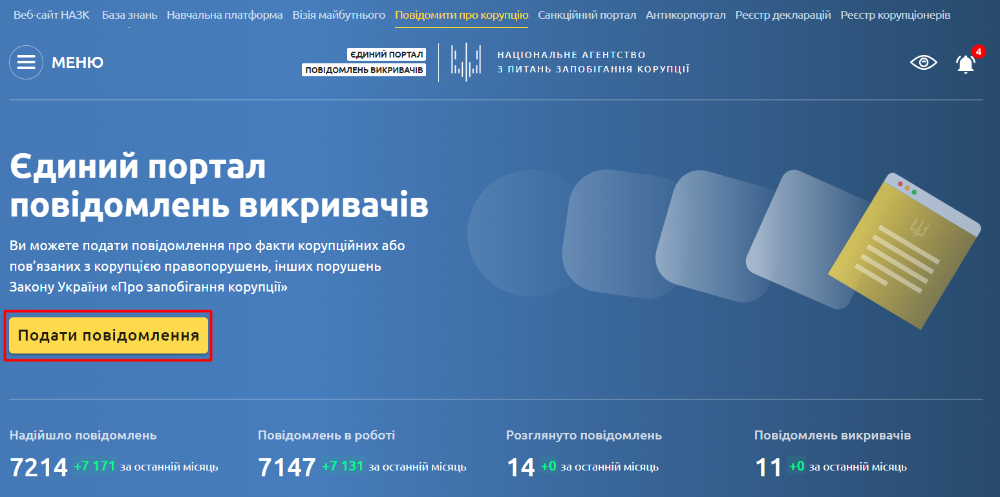 Веб-сайт НАЗК База знань Навчальна платформа Візія майбутнього Повідомити про корупцію Санкційний портал Антикорпортал Реєстр декларацій Реєстр корупціонерів
МЕНЮ
ЄДИНИЙ ПОРТАЛ
ПОВІДОМЛЕНЬ ВИКРИВАЧІВ
НАЦІОНАЛЬНЕ АГЕНТСТВО
З ПИТАНЬ ЗАПОБІГАННЯ КОРУПЦІЇ
4
Єдиний портал
повідомлень викривачів
Ви можете подати повідомлення про факти корупційних або
пов’язаних з корупцією правопорушень, інших порушень
Закону України «Про запобігання корупції»
Подати повідомлення
Надійшло повідомлень
7214 +7 171 за останній місяць
Повідомлень в роботі
7147 +7 131 за останній місяць
Розглянуто повідомлень
14 +0 за останній місяць
Повідомлень викривачів
11 +0 за останній місяць